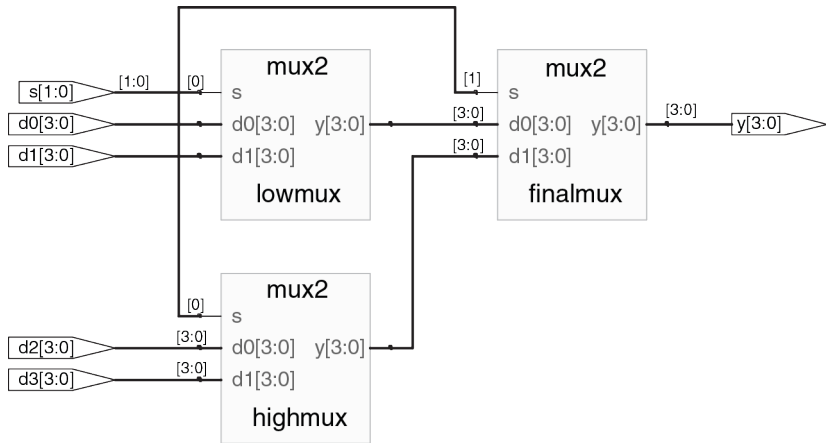 mux2
mux2
[1:0]
[0]
[1]
s[1:0]
s
s
[3:0]
[3:0]
d0[3:0]
d0[3:0]
y[3:0]
d0[3:0]
y[3:0]
y[3:0]
[3:0]
d1[3:0]
d1[3:0]
d1[3:0]
lowmux
finalmux
mux2
[0]
s
[3:0]
d2[3:0]
d0[3:0]
y[3:0]
[3:0]
d3[3:0]
d1[3:0]
highmux